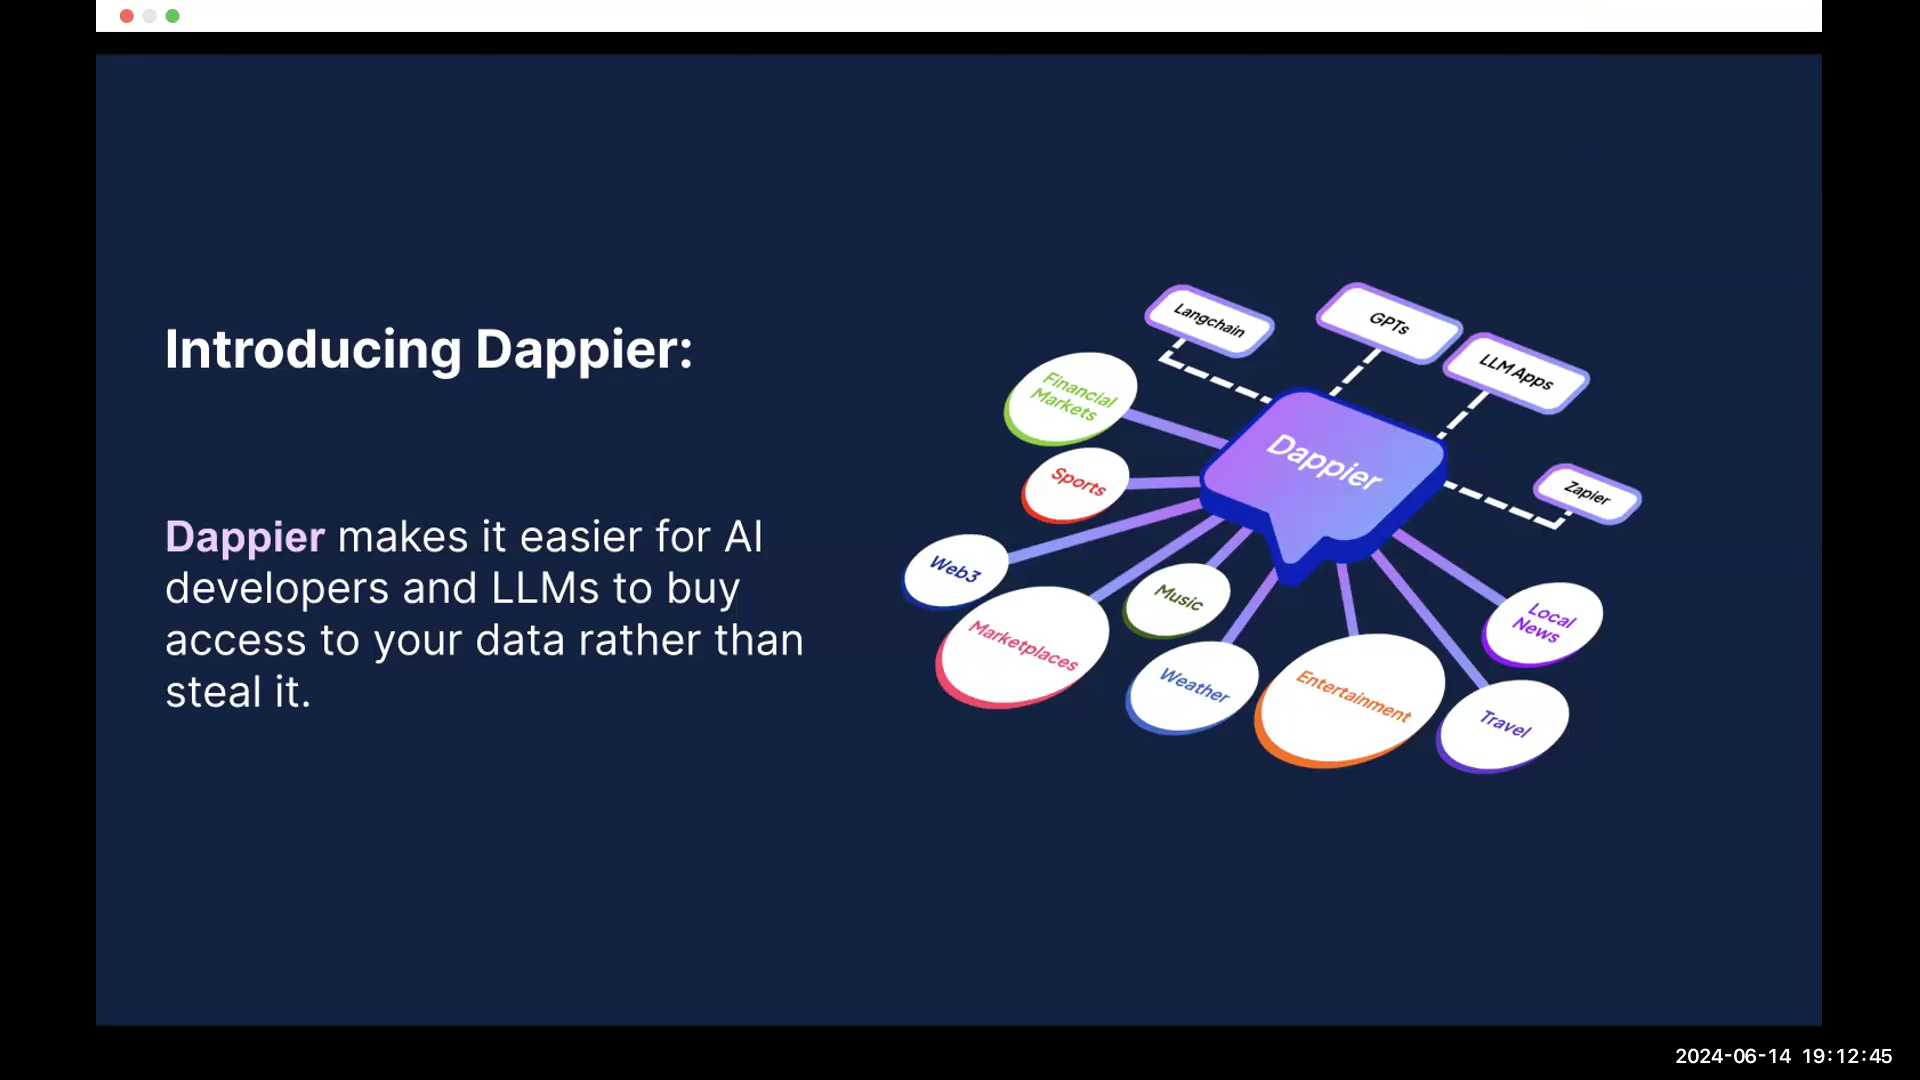 Introducing Dappier:
Dappier makes it easier for AI
developers and LLMs to buy
access to your data rather than
steal it.
Langchain
GPTs
LLM Apps
Financial
Markets
Dappier
Sports
Zapier
Web3
Music
Local
News
Marketplaces
Weather
Entertainment
Travel
2024-06-14 19:12:45